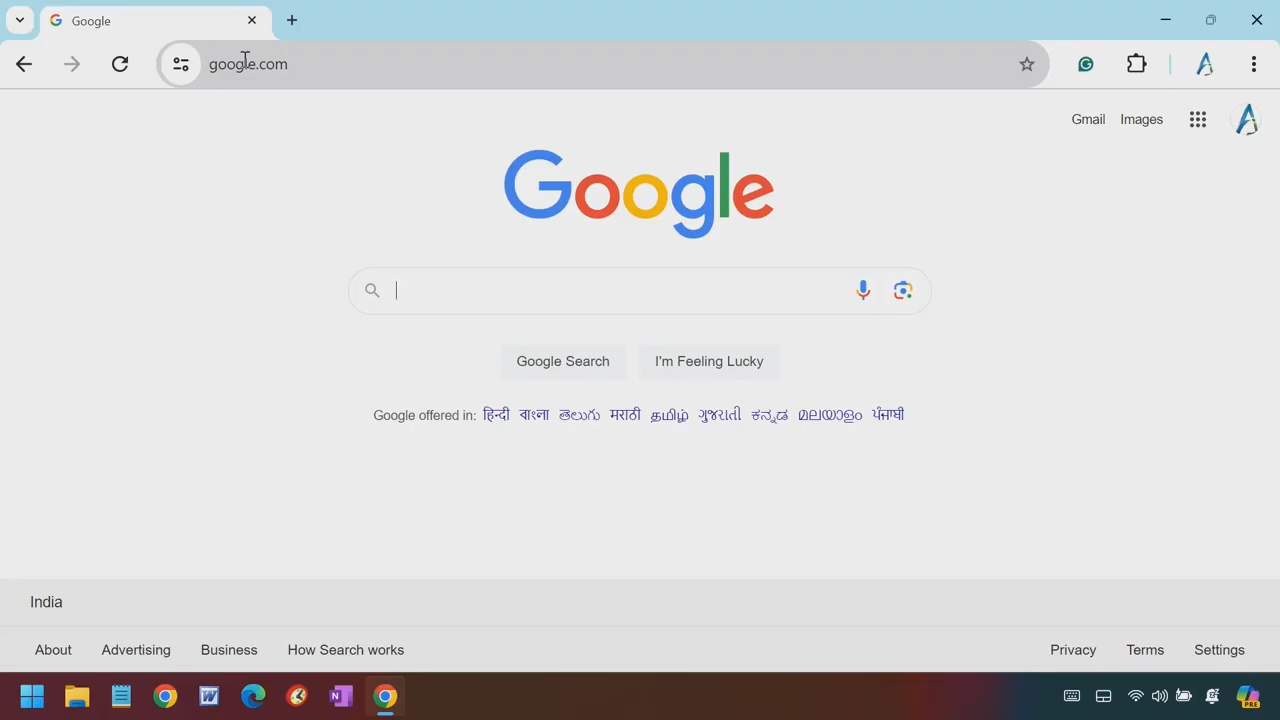 Google
google.com
Gmail Images
Google
Google Search I'm Feeling Lucky
Google offered in: हिन्दी বাংলা తెలుగు मराठी தமிழ் ગુજરાતી ಕನ್ನಡ മലയാളം ਪੰਜਾਬੀ
India
About Advertising Business How Search works Privacy Terms Settings
PRE